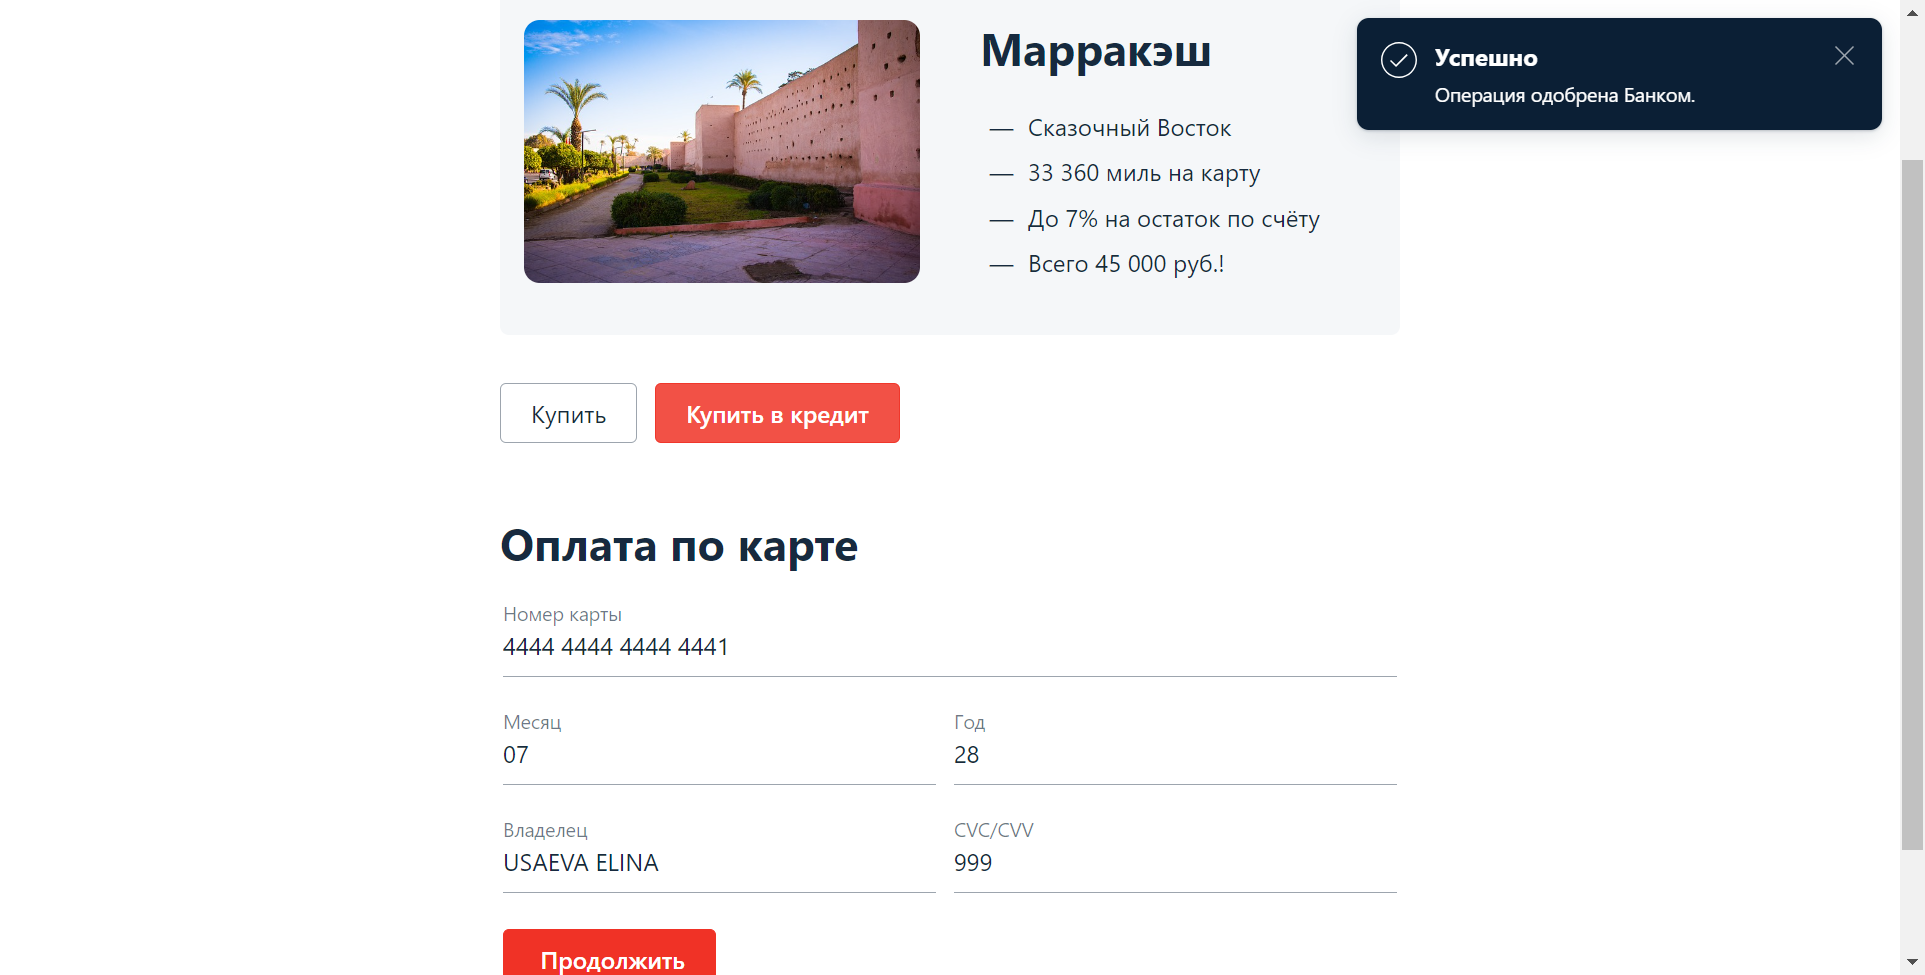 Марракэш
— Сказочный Восток
— 33 360 миль на карту
— До 7% на остаток по счёту
— Всего 45 000 руб.!
Успешно
Операция одобрена Банком.
Купить
Купить в кредит
Оплата по карте
Номер карты
4444 4444 4444 4441
Месяц
07
Год
28
Владелец
USAEVA ELINA
CVC/CVV
999
Продолжить